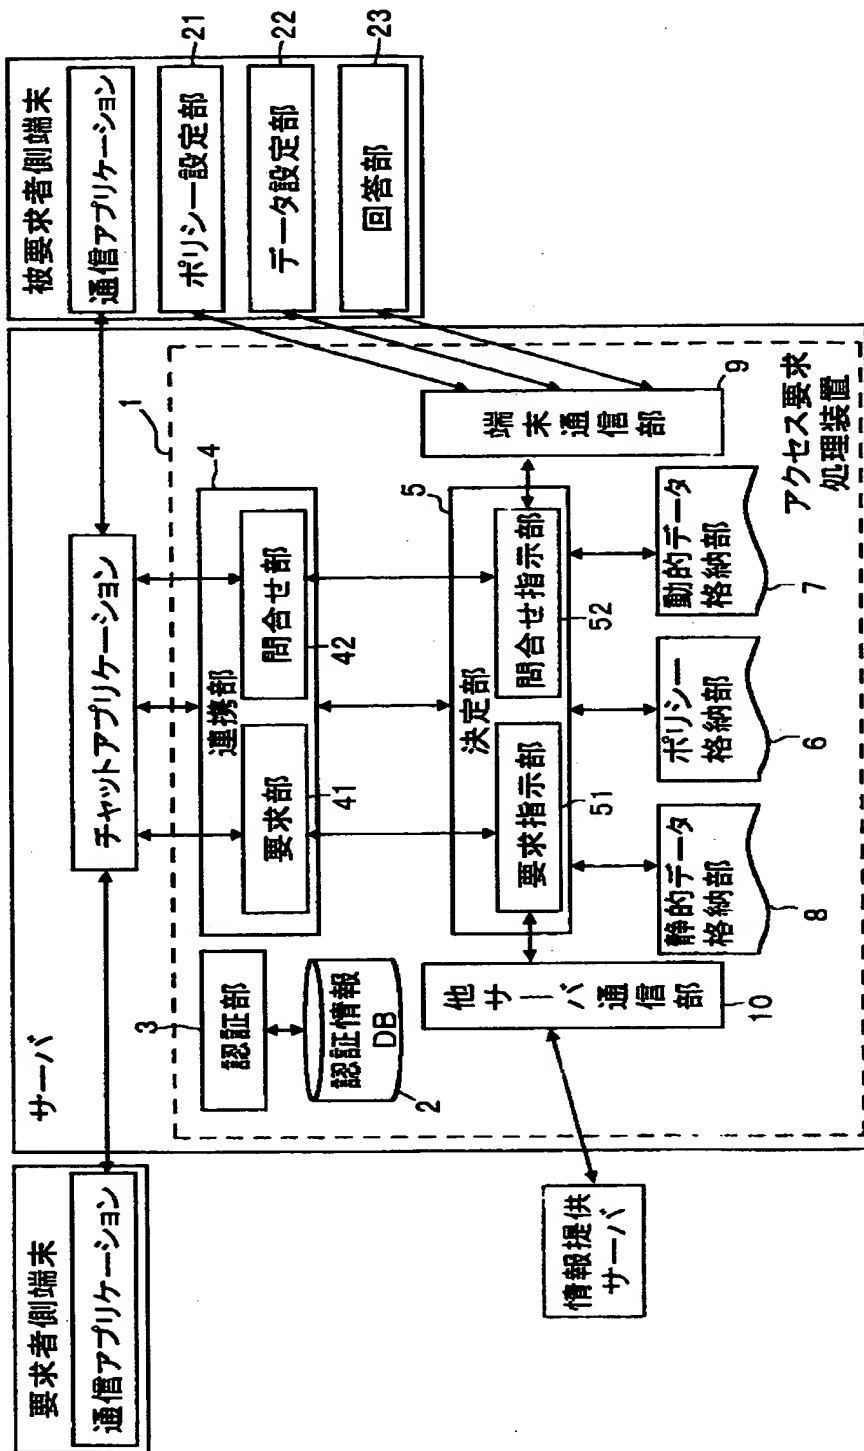 要求者側端末
通信アプリケーション
サーバ
チャットアプリケーション
被要求者側端末
通信アプリケーション
ポリシー設定部
21
データ設定部
22
回答部
23
1
3
認証部
認証情報
DB
2
4
連携部
要求部
41
問合せ部
42
5
決定部
要求指示部
51
問合せ指示部
52
端末通信部
9
他サーバ通信部
10
情報提供
サーバ
静的データ
格納部
8
ポリシー
格納部
6
動的データ
格納部
7
アクセス要求
処理装置